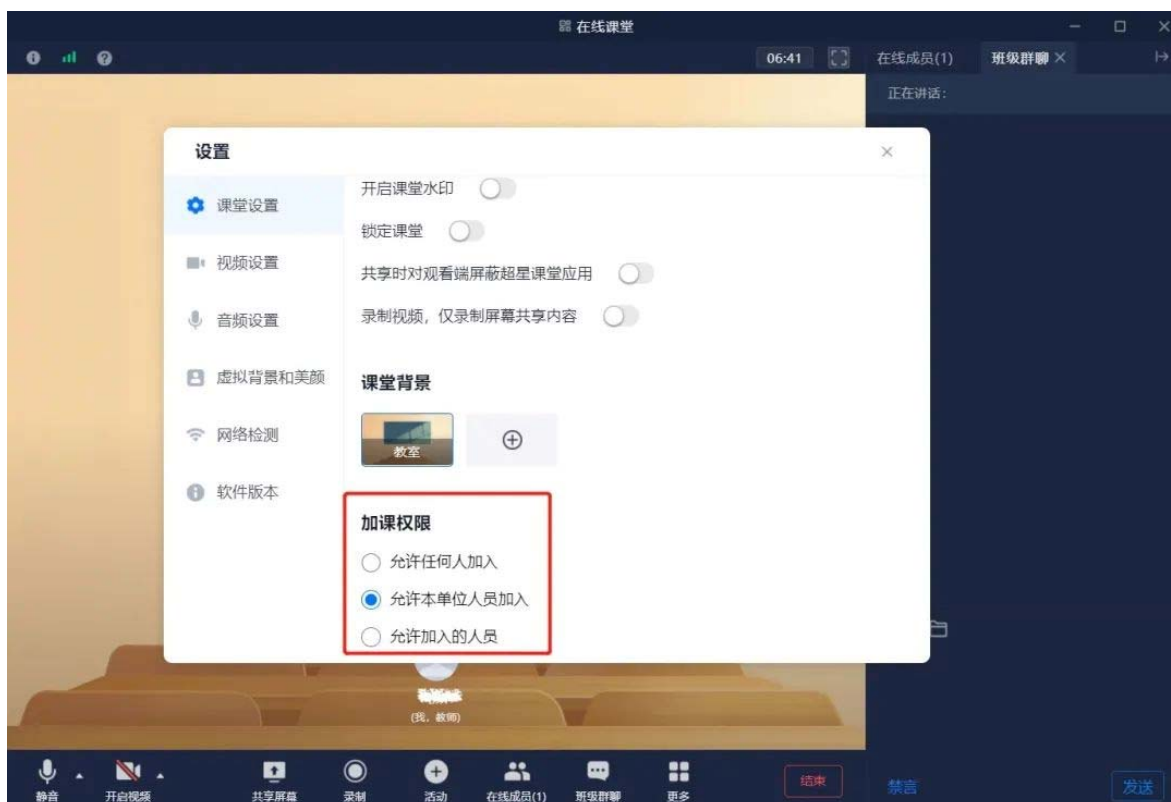 在线课堂
06:41
在线成员(1)
班级群聊
正在讲话：
设置
课堂设置
视频设置
音频设置
虚拟背景和美颜
网络检测
软件版本
开启课堂水印
锁定课堂
共享时对观看端屏蔽超星课堂应用
录制视频，仅录制屏幕共享内容
课堂背景
教室
加课权限
允许任何人加入
允许本单位人员加入
允许加入的人员
(我，教师)
静音
开启视频
共享屏幕
录制
活动
在线成员(1)
班级群聊
更多
结束
禁言
发送